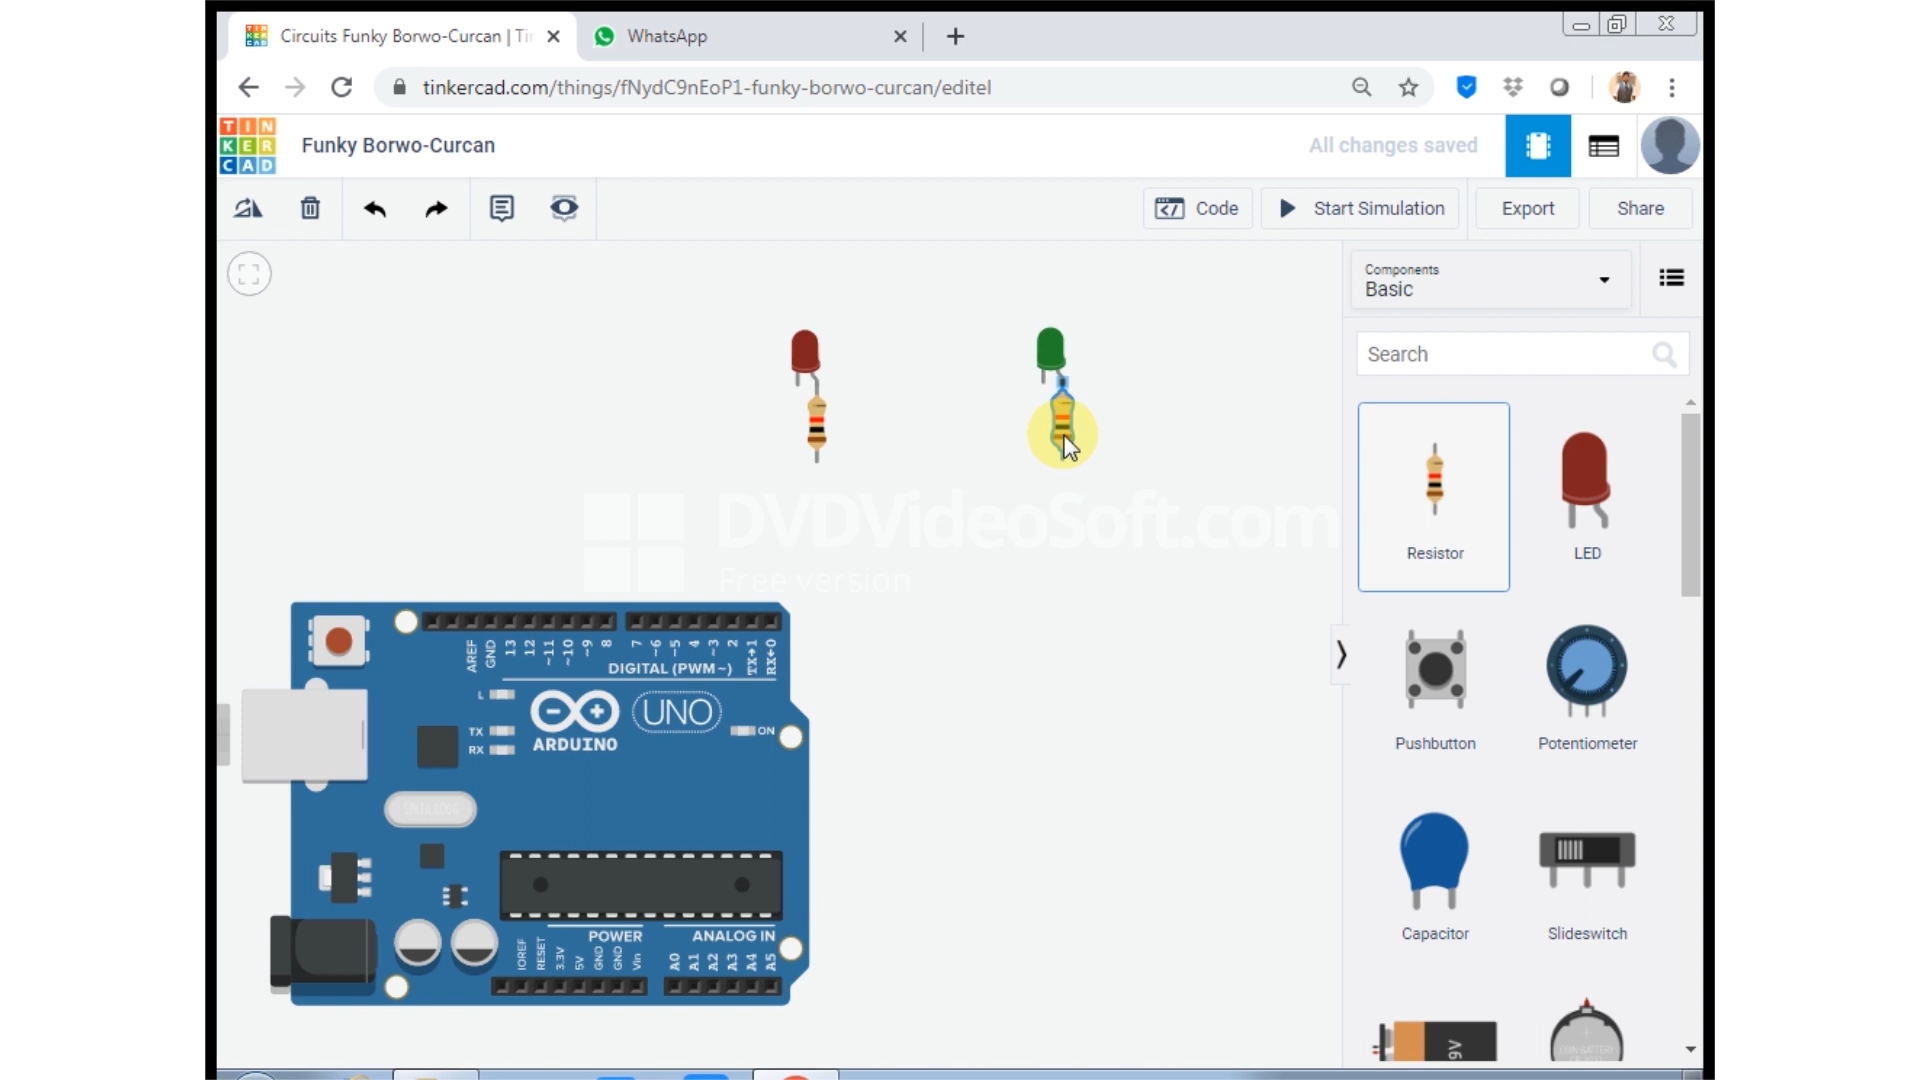 Circuits Funky Borwo-Curcan | Tin
WhatsApp
tinkercad.com/things/fNydC9nEoP1-funky-borwo-curcan/editel
TIN
KER
CAD
Funky Borwo-Curcan
All changes saved
Code
Start Simulation
Export
Share
Components
Basic
Search
Resistor
LED
Pushbutton
Potentiometer
Capacitor
Slideswitch
9V
COIN BATTERY
DVDVideoSoft.com
Free version
AREF GND 13 12 ~11 ~10 ~9 8 7 ~6 ~5 4 ~3 2 TX→1 RX←0
DIGITAL (PWM~)
L
TX
RX
ARDUINO
UNO
ON
POWER
ANALOG IN
IOREF RESET 3.3V 5V GND GND Vin A0 A1 A2 A3 A4 A5